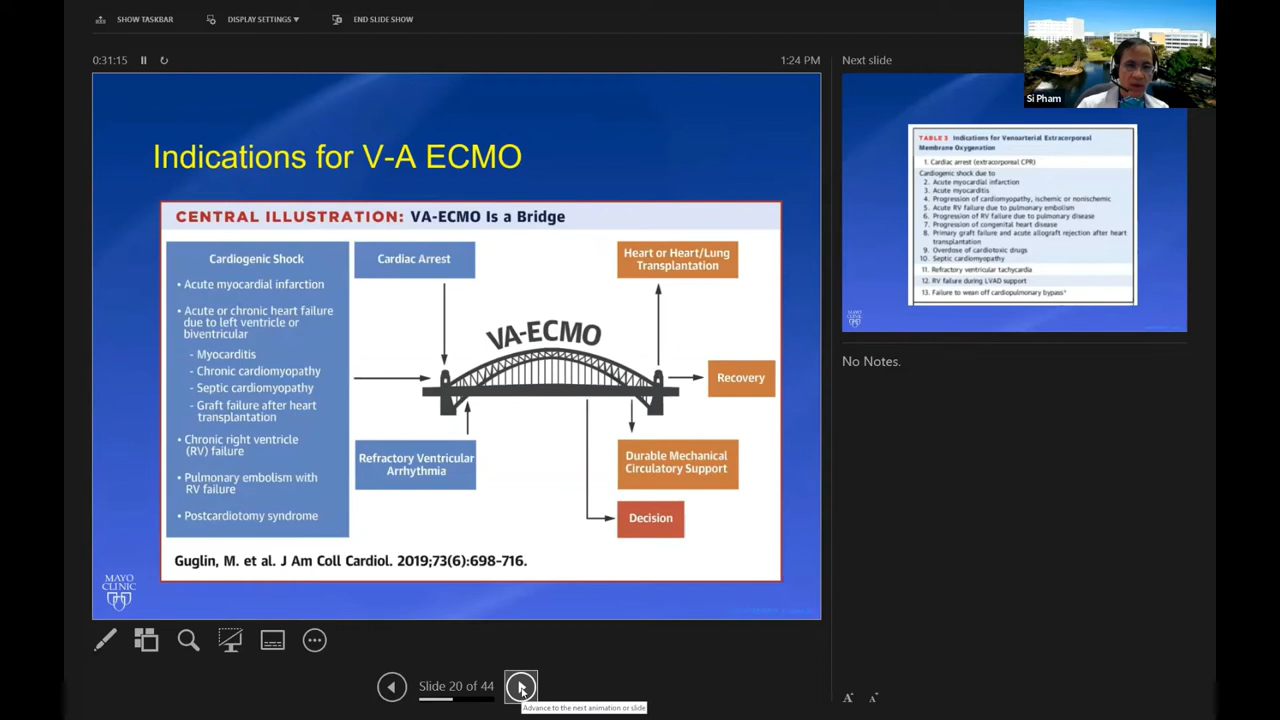 SHOW TASKBAR
DISPLAY SETTINGS ▾
END SLIDE SHOW
0:31:15
1:24 PM
Indications for V-A ECMO
CENTRAL ILLUSTRATION: VA-ECMO Is a Bridge
Cardiogenic Shock
• Acute myocardial infarction
• Acute or chronic heart failure
due to left ventricle or
biventricular
- Myocarditis
- Chronic cardiomyopathy
- Septic cardiomyopathy
- Graft failure after heart
transplantation
• Chronic right ventricle
(RV) failure
• Pulmonary embolism with
RV failure
• Postcardiotomy syndrome
Cardiac Arrest
Refractory Ventricular
Arrhythmia
VA-ECMO
Heart or Heart/Lung
Transplantation
Recovery
Durable Mechanical
Circulatory Support
Decision
Guglin, M. et al. J Am Coll Cardiol. 2019;73(6):698-716.
MAYO
CLINIC
Slide 20 of 44
Advance to the next animation or slide
Next slide
Si Pham
TABLE 3 Indications for Venoarterial Extracorporeal
Membrane Oxygenation
1. Cardiac arrest (extracorporeal CPR)
Cardiogenic shock due to
2. Acute myocardial infarction
3. Acute myocarditis
4. Progression of cardiomyopathy, ischemic or nonischemic
5. Acute RV failure due to pulmonary embolism
6. Progression of RV failure due to pulmonary disease
7. Progression of congenital heart disease
8. Primary graft failure and acute allograft rejection after heart
transplantation
9. Overdose of cardiotoxic drugs
10. Septic cardiomyopathy
11. Refractory ventricular tachycardia
12. RV failure during LVAD support
13. Failure to wean off cardiopulmonary bypass*
MAYO
CLINIC
No Notes.
A
A